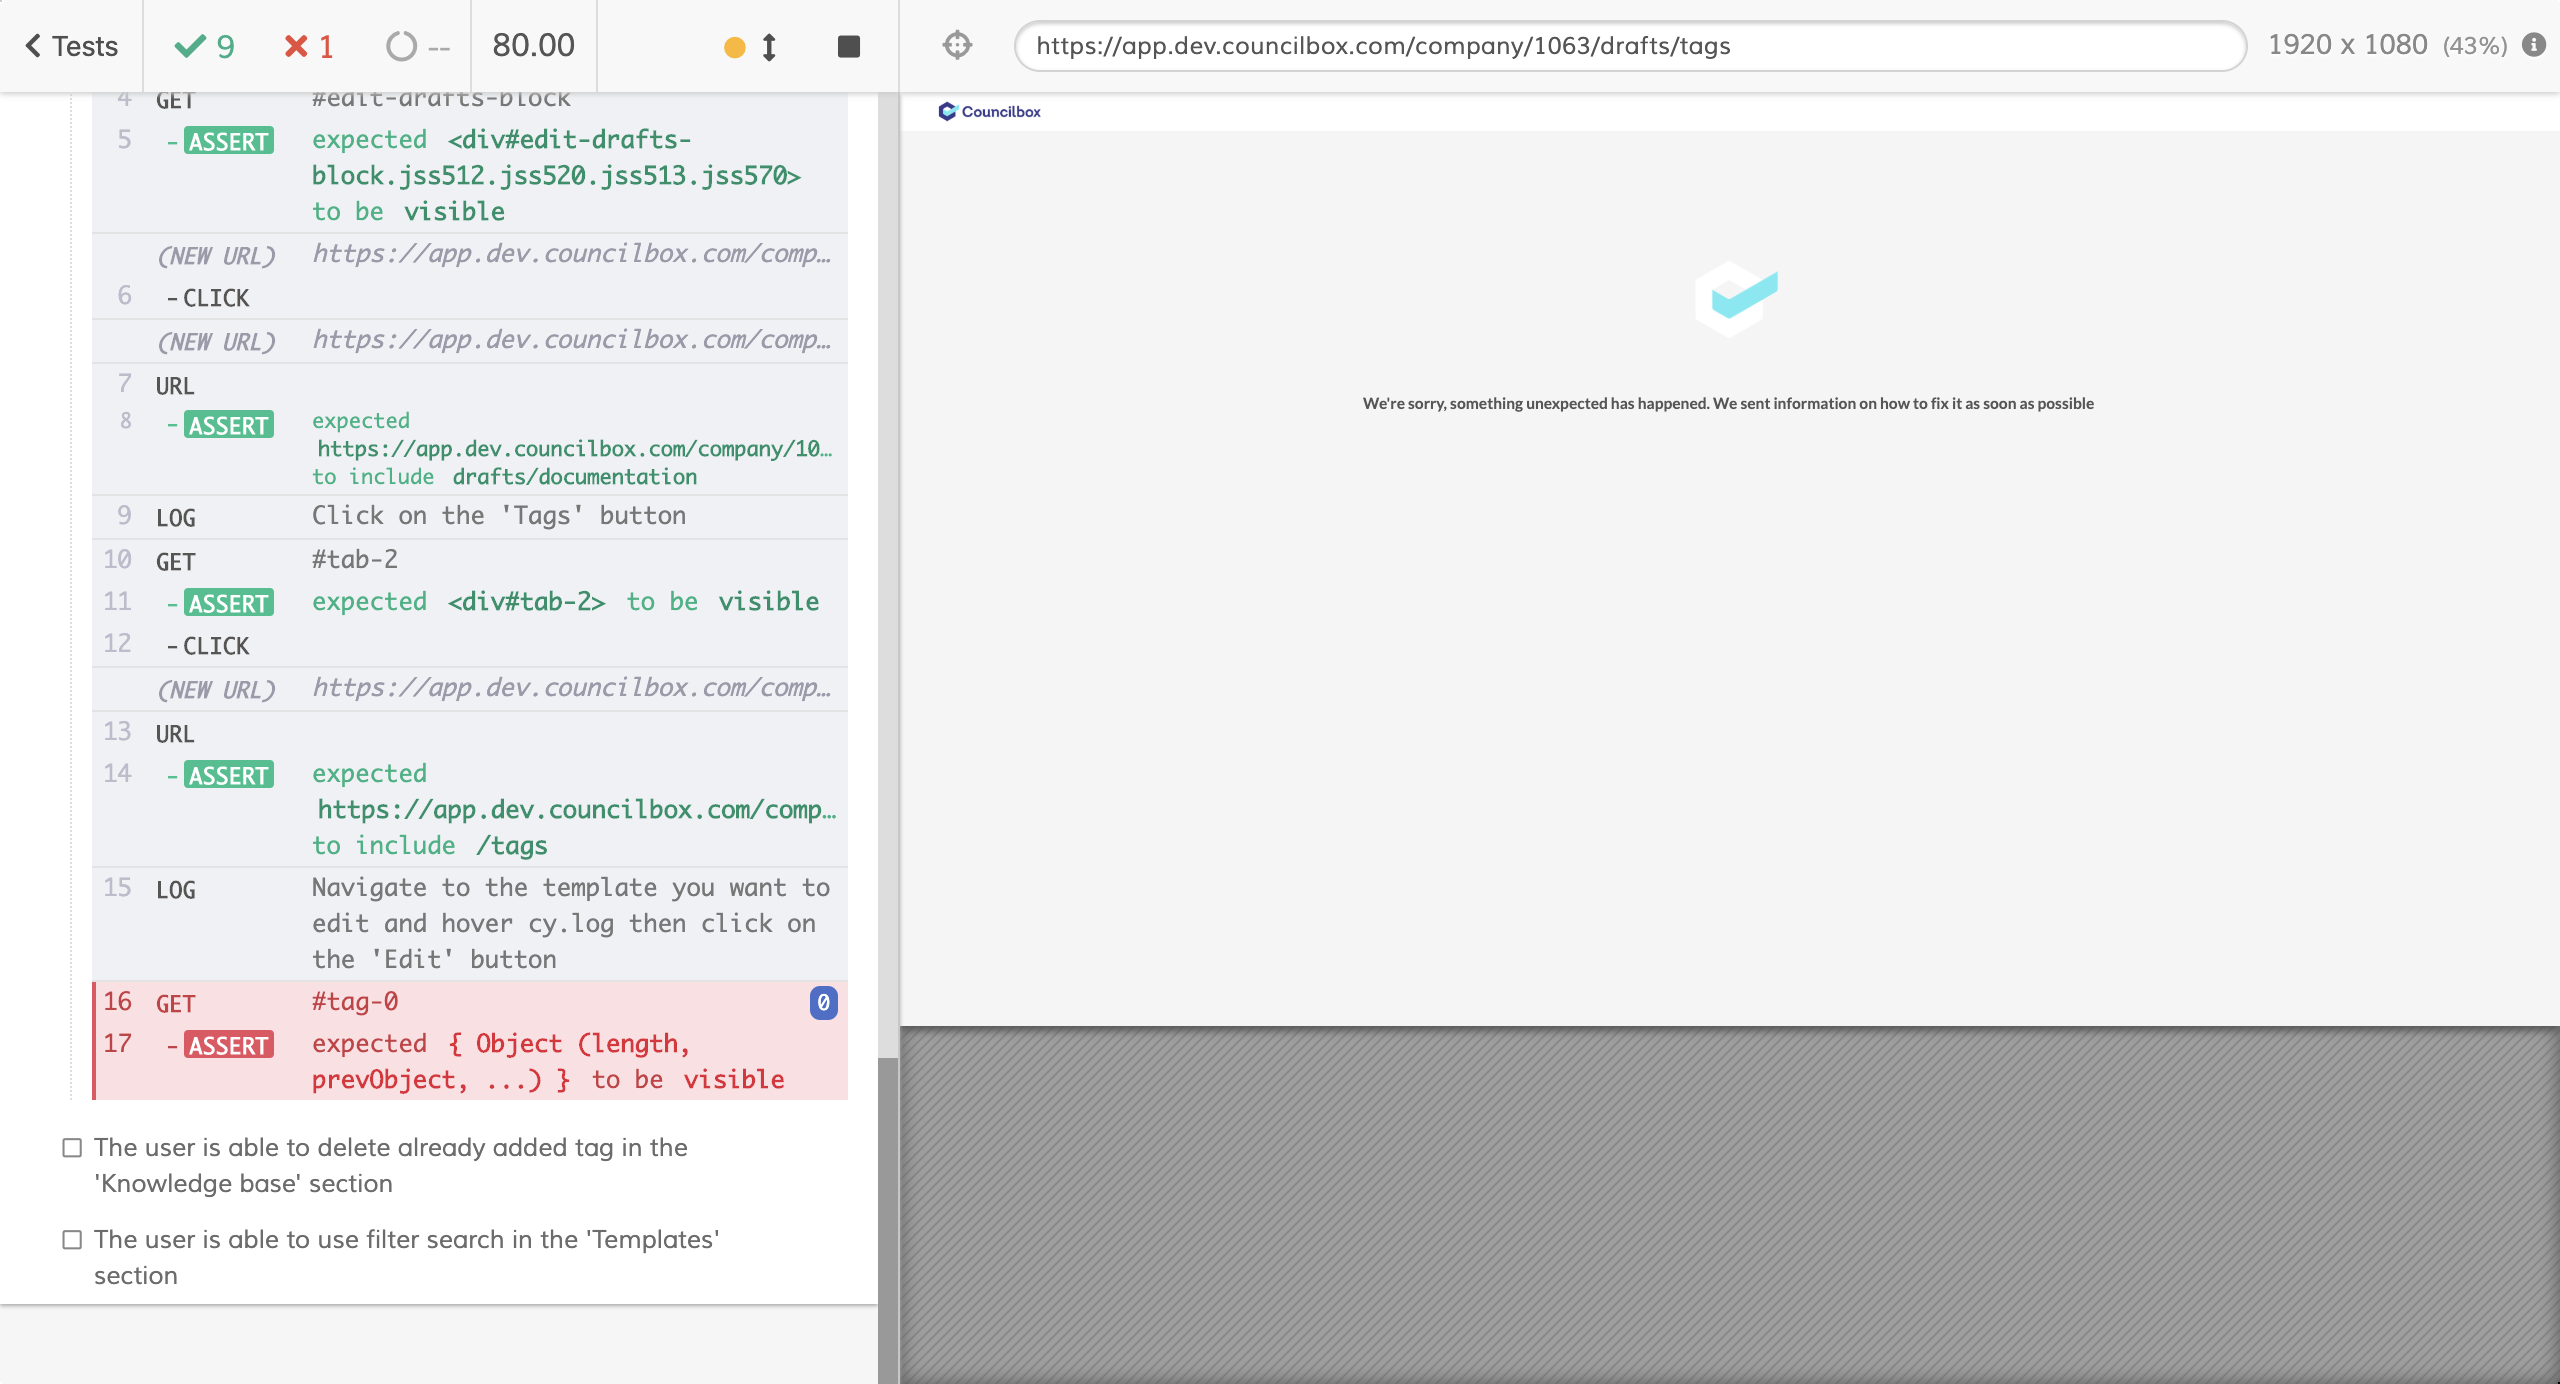 Tests
9
1
--
80.00
https://app.dev.councilbox.com/company/1063/drafts/tags
1920 x 1080 (43%)
4 GET #edit-drafts-block
5 -ASSERT expected <div#edit-drafts-
block.jss512.jss520.jss513.jss570>
to be visible
(NEW URL) https://app.dev.councilbox.com/comp…
6 -CLICK
(NEW URL) https://app.dev.councilbox.com/comp…
7 URL
8 -ASSERT expected
https://app.dev.councilbox.com/company/10…
to include drafts/documentation
9 LOG Click on the 'Tags' button
10 GET #tab-2
11 -ASSERT expected <div#tab-2> to be visible
12 -CLICK
(NEW URL) https://app.dev.councilbox.com/comp…
13 URL
14 -ASSERT expected
https://app.dev.councilbox.com/comp…
to include /tags
15 LOG Navigate to the template you want to
edit and hover cy.log then click on
the 'Edit' button
16 GET #tag-0 0
17 -ASSERT expected { Object (length,
prevObject, ...) } to be visible
The user is able to delete already added tag in the
'Knowledge base' section
The user is able to use filter search in the 'Templates'
section
Councilbox
We're sorry, something unexpected has happened. We sent information on how to fix it as soon as possible